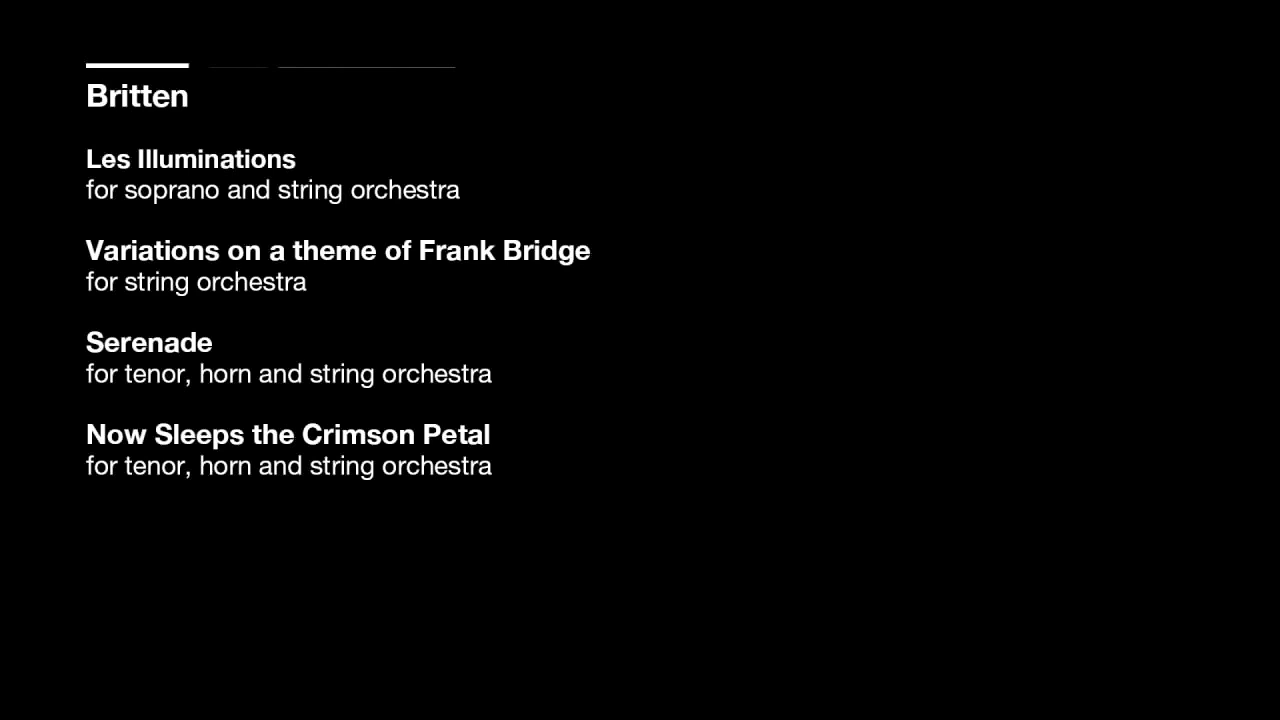 Britten
Les Illuminations
for soprano and string orchestra
Variations on a theme of Frank Bridge
for string orchestra
Serenade
for tenor, horn and string orchestra
Now Sleeps the Crimson Petal
for tenor, horn and string orchestra